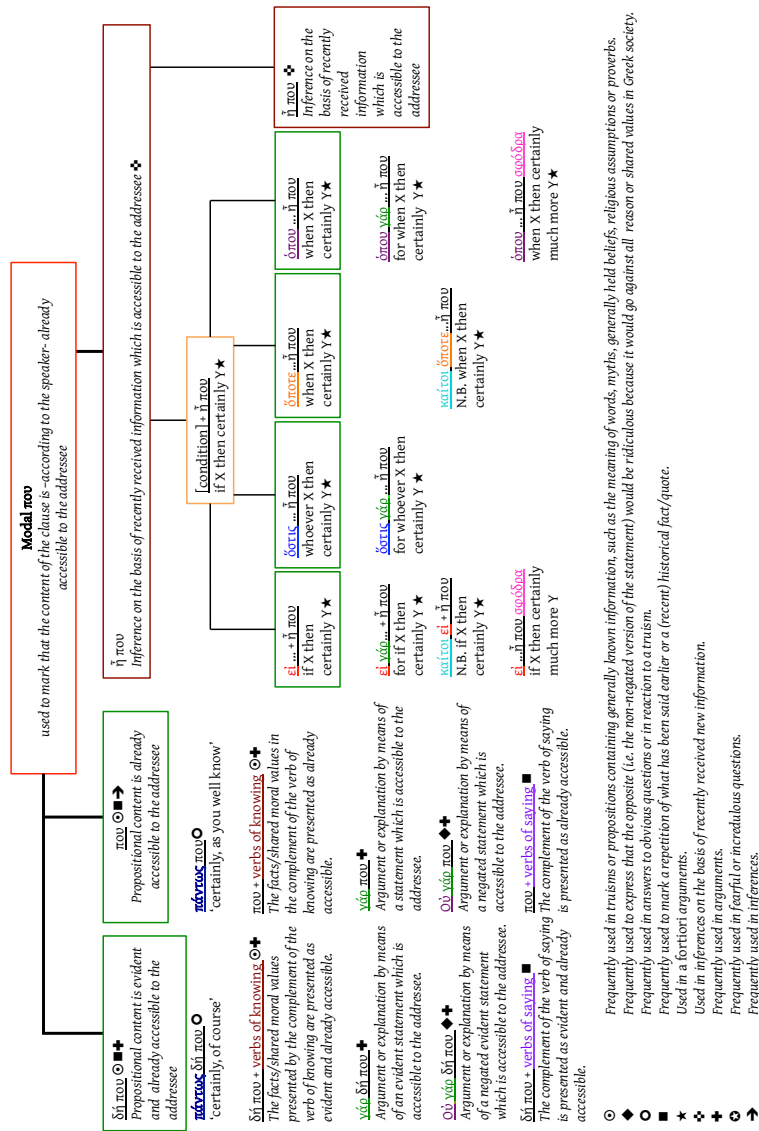 Modal που
used to mark that the content of the clause is -according to the speaker- already
accessible to the addressee
δή που ⊙■✚
Propositional content is evident
and already accessible to the
addressee
πάντως δή που ✪
'certainly, of course'
δή που + verbs of knowing ⊙✚
The facts/shared moral values
presented by the complement of the
verb of knowing are presented as
evident and already accessible.
γάρ δή που ✚
Argument or explanation by means
of an evident statement which is
accessible to the addressee.
Οὐ γάρ δή που ◆✚
Argument or explanation by means
of a negated evident statement
which is accessible to the addressee.
δή που + verbs of saying ■
The complement of the verb of saying
is presented as evident and already
accessible.
που ⊙■➔
Propositional content is already
accessible to the addressee
πάντως που✪
'certainly, as you well know'
που + verbs of knowing ⊙✚
The facts/shared moral values in
the complement of the verb of
knowing are presented as already
accessible.
γάρ που ✚
Argument or explanation by means of
a statement which is accessible to the
addressee.
Οὐ γάρ που ◆✚
Argument or explanation by means of
a negated statement which is
accessible to the addressee.
που + verbs of saying ■
The complement of the verb of saying
is presented as already accessible.
ἦ που
Inference on the basis of recently received information which is accessible to the addressee ✜
[condition] + ἦ που
if X then certainly Y★
εἰ ...+ ἦ που
if X then
certainly Y★
εἰ γάρ... + ἦ που
for if X then
certainly Y★
καίτοι εἰ + ἦ που
N.B. if X then
certainly Y★
εἰ ...ἦ που σφόδρα
if X then certainly
much more Y
ὅστις ... ἦ που
whoever X then
certainly Y★
ὅστις γάρ ... ἦ που
for whoever X then
certainly Y ★
ὅποτε...ἦ που
when X then
certainly Y★
καίτοι ὅποτε...ἦ που
N.B. when X then
certainly Y★
ὅπου ... ἦ που
when X then
certainly Y★
ὅπου γάρ ... ἦ που
for when X then
certainly Y★
ὅπου ... ἦ που σφόδρα
when X then certainly
much more Y★
ἦ που ✜
Inference on the
basis of recently
received
information
which is
accessible to the
addressee
⊙ Frequently used in truisms or propositions containing generally known information, such as the meaning of words, myths, generally held beliefs, religious assumptions or proverbs.
◆ Frequently used to express that the opposite (i.e. the non-negated version of the statement) would be ridiculous because it would go against all reason or shared values in Greek society.
✪ Frequently used in answers to obvious questions or in reaction to a truism.
■ Frequently used to mark a repetition of what has been said earlier or a (recent) historical fact/quote.
★ Used in a fortiori arguments.
✜ Used in inferences on the basis of recently received new information.
✚ Frequently used in arguments.
✪ Frequently used in fearful or incredulous questions.
➔ Frequently used in inferences.